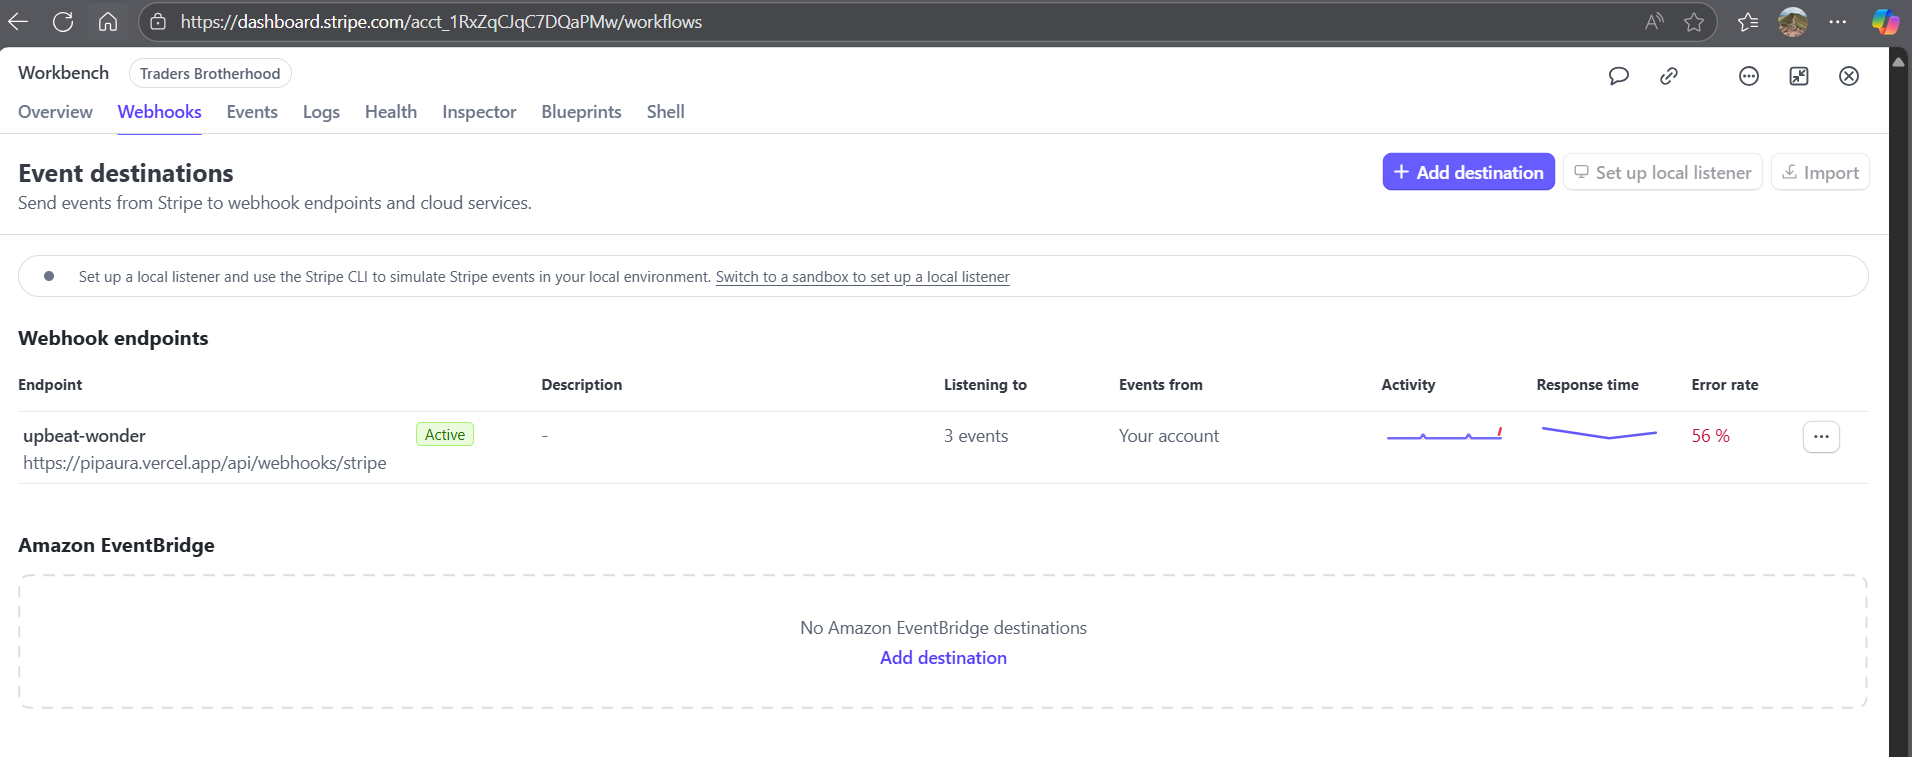 https://dashboard.stripe.com/acct_1RxZqCJqC7DQaPMw/workflows
Workbench
Traders Brotherhood
Overview
Webhooks
Events
Logs
Health
Inspector
Blueprints
Shell
Event destinations
Send events from Stripe to webhook endpoints and cloud services.
+ Add destination
Set up local listener
Import
Set up a local listener and use the Stripe CLI to simulate Stripe events in your local environment. Switch to a sandbox to set up a local listener
Webhook endpoints
Endpoint
Description
Listening to
Events from
Activity
Response time
Error rate
upbeat-wonder
Active
-
3 events
Your account
56 %
https://pipaura.vercel.app/api/webhooks/stripe
Amazon EventBridge
No Amazon EventBridge destinations
Add destination